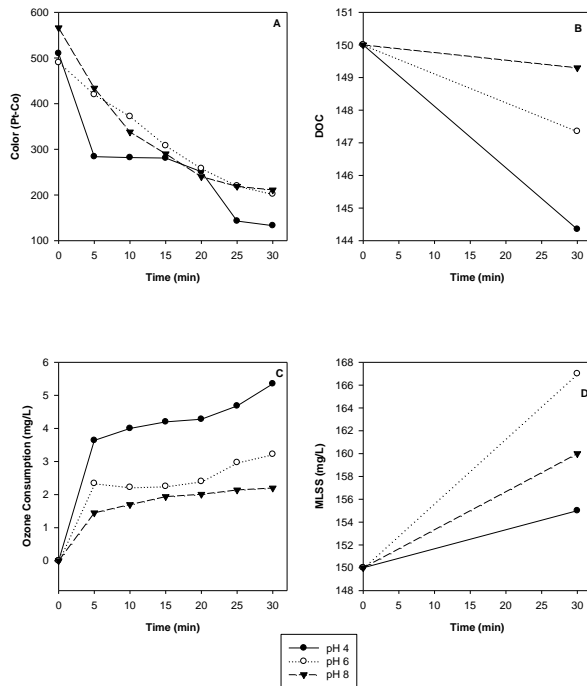 A
Color (Pt-Co)
600
500
400
300
200
100
0 5 10 15 20 25 30
Time (min)
B
DOC
151
150
149
147
146
145
144
0 5 10 15 20 25 30
Time (min)
C
Ozone Consumption (mg/L)
6
5
4
3
2
1
0
0 5 10 15 20 25 30
Time (min)
D
MLSS (mg/L)
168
166
164
162
160
156
154
152
150
148
0 5 10 15 20 25 30
Time (min)
pH 4
pH 6
pH 8